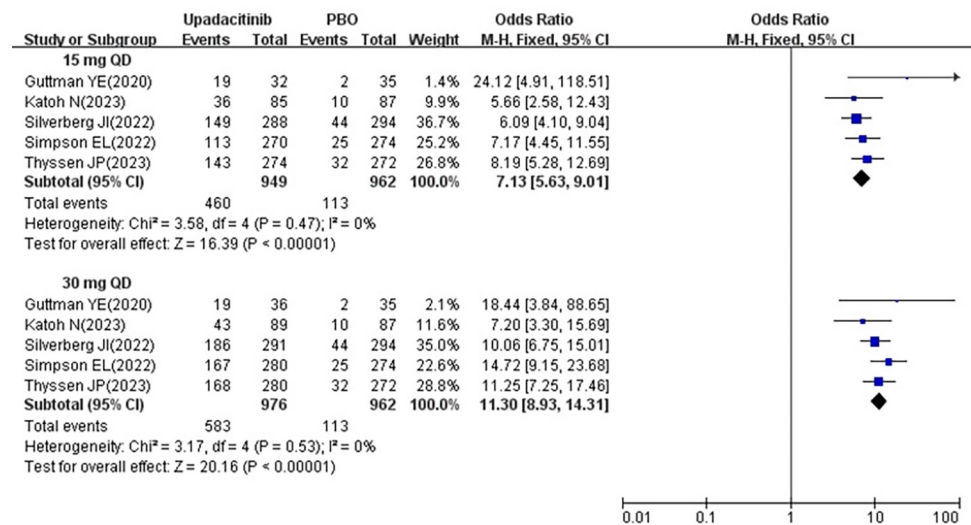 Upadacitinib PBO Odds Ratio Odds Ratio
Study or Subgroup Events Total Events Total Weight M-H, Fixed, 95% CI M-H, Fixed, 95% CI
15 mg QD
Guttman YE(2020) 19 32 2 35 1.4% 24.12 [4.91, 118.51]
Katoh N(2023) 36 85 10 87 9.9% 5.66 [2.58, 12.43]
Silverberg JI(2022) 149 288 44 294 36.7% 6.09 [4.10, 9.04]
Simpson EL(2022) 113 270 25 274 25.2% 7.17 [4.45, 11.55]
Thyssen JP(2023) 143 274 32 272 26.8% 8.19 [5.28, 12.69]
Subtotal (95% CI) 949 962 100.0% 7.13 [5.63, 9.01]
Total events 460 113
Heterogeneity: Chi² = 3.58, df = 4 (P = 0.47); I² = 0%
Test for overall effect: Z = 16.39 (P < 0.00001)
30 mg QD
Guttman YE(2020) 19 36 2 35 2.1% 18.44 [3.84, 88.65]
Katoh N(2023) 43 89 10 87 11.6% 7.20 [3.30, 15.69]
Silverberg JI(2022) 186 291 44 294 35.0% 10.06 [6.75, 15.01]
Simpson EL(2022) 167 280 25 274 22.6% 14.72 [9.15, 23.68]
Thyssen JP(2023) 168 280 32 272 28.8% 11.25 [7.25, 17.46]
Subtotal (95% CI) 976 962 100.0% 11.30 [8.93, 14.31]
Total events 583 113
Heterogeneity: Chi² = 3.17, df = 4 (P = 0.53); I² = 0%
Test for overall effect: Z = 20.16 (P < 0.00001)
0.01 0.1 1 10 100